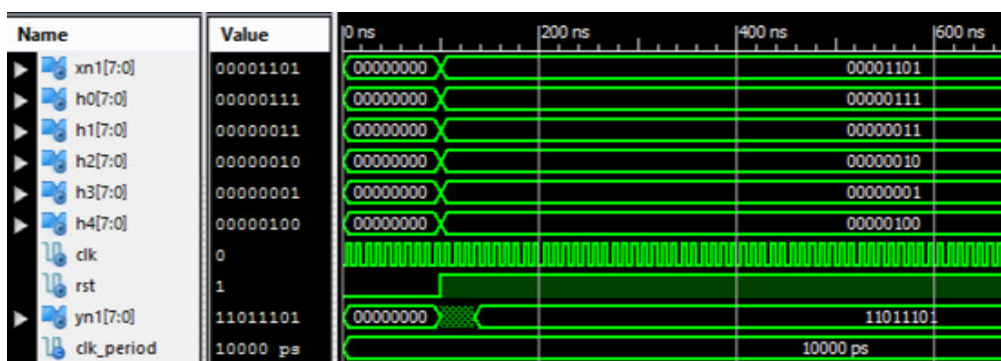 Name Value 0 ns 200 ns 400 ns 600 ns
xn1[7:0] 00001101 00000000 00001101
h0[7:0] 00000111 00000000 00000111
h1[7:0] 00000011 00000000 00000011
h2[7:0] 00000010 00000000 00000010
h3[7:0] 00000001 00000000 00000001
h4[7:0] 00000100 00000000 00000100
clk 0
rst 1
yn1[7:0] 11011101 00000000 11011101
clk_period 10000 ps 10000 ps